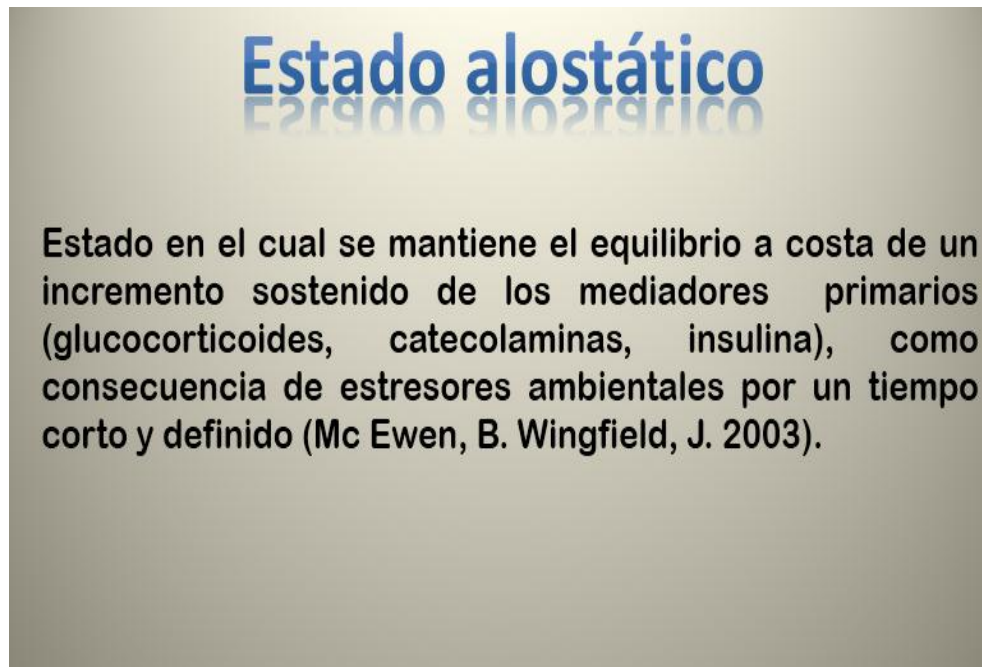 Estado alostático
Estado en el cual se mantiene el equilibrio a costa de un
incremento sostenido de los mediadores primarios
(glucocorticoides, catecolaminas, insulina), como
consecuencia de estresores ambientales por un tiempo
corto y definido (Mc Ewen, B. Wingfield, J. 2003).